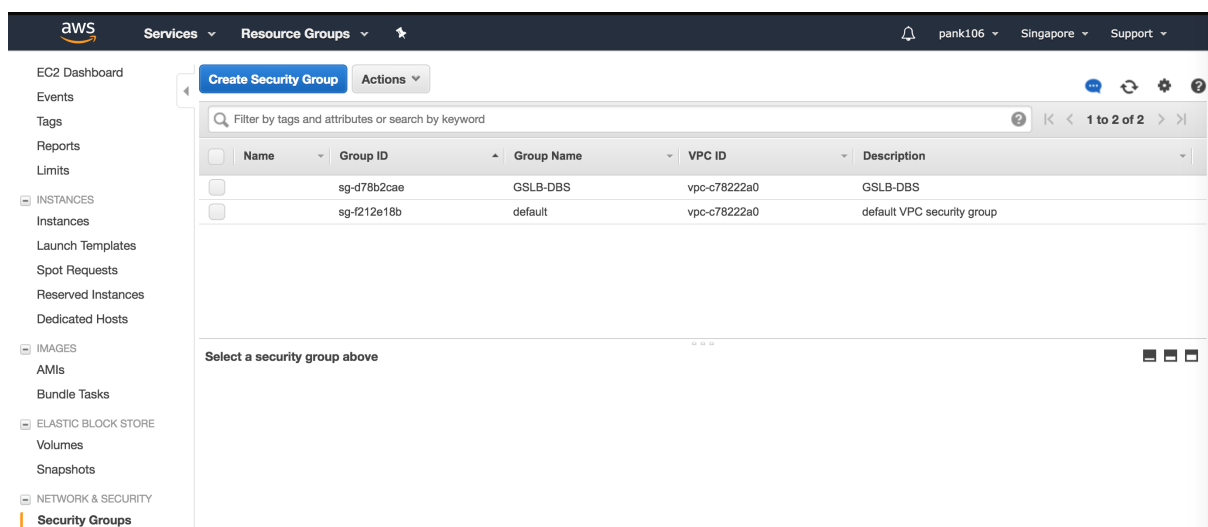 aws Services Resource Groups pank106 Singapore Support
EC2 Dashboard
Events
Tags
Reports
Limits
INSTANCES
Instances
Launch Templates
Spot Requests
Reserved Instances
Dedicated Hosts
IMAGES
AMIs
Bundle Tasks
ELASTIC BLOCK STORE
Volumes
Snapshots
NETWORK & SECURITY
Security Groups
Create Security Group Actions
Filter by tags and attributes or search by keyword 1 to 2 of 2
Name Group ID Group Name VPC ID Description
sg-d78b2cae GSLB-DBS vpc-c78222a0 GSLB-DBS
sg-f212e18b default vpc-c78222a0 default VPC security group
Select a security group above